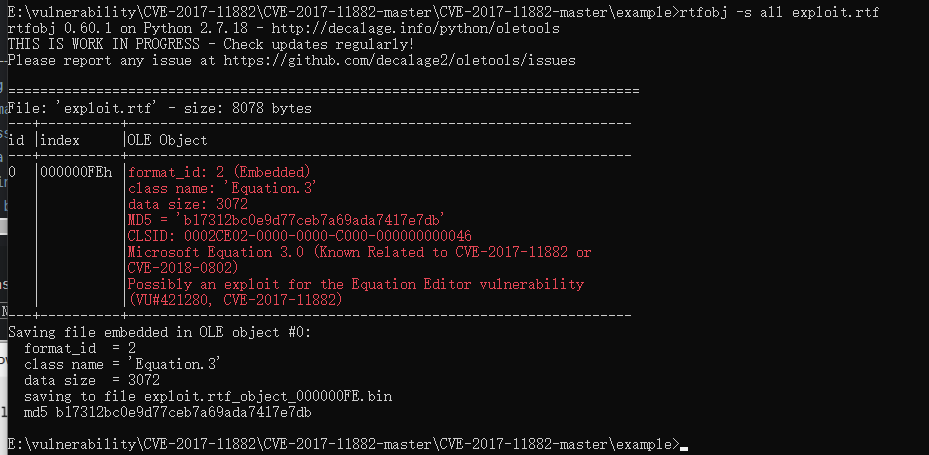 E:\vulnerability\CVE-2017-11882\CVE-2017-11882-master\CVE-2017-11882-master\example>rtfobj -s all exploit.rtf
rtfobj 0.60.1 on Python 2.7.18 - http://decalage.info/python/oletools
THIS IS WORK IN PROGRESS - Check updates regularly!
Please report any issue at https://github.com/decalage2/oletools/issues
===============================================================================
File: 'exploit.rtf' - size: 8078 bytes
---+----------+---------------------------------------------------------------
id |index     |OLE Object
---+----------+---------------------------------------------------------------
0  |000000FEh |format_id: 2 (Embedded)
   |          |class name: 'Equation.3'
   |          |data size: 3072
   |          |MD5 = 'b17312bc0e9d77ceb7a69ada7417e7db'
   |          |CLSID: 0002CE02-0000-0000-C000-000000000046
   |          |Microsoft Equation 3.0 (Known Related to CVE-2017-11882 or
   |          |CVE-2018-0802)
   |          |Possibly an exploit for the Equation Editor vulnerability
   |          |(VU#421280, CVE-2017-11882)
---+----------+---------------------------------------------------------------
Saving file embedded in OLE object #0:
  format_id  = 2
  class name = 'Equation.3'
  data size  = 3072
  saving to file exploit.rtf_object_000000FE.bin
  md5 b17312bc0e9d77ceb7a69ada7417e7db
E:\vulnerability\CVE-2017-11882\CVE-2017-11882-master\CVE-2017-11882-master\example>